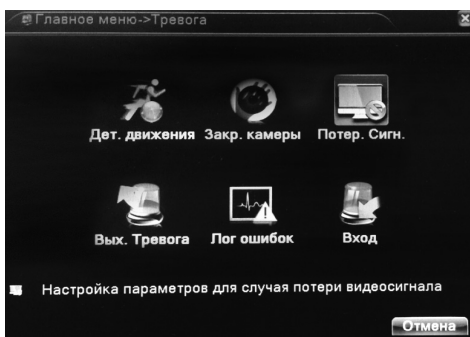 Главное меню->Тревога
Дет. движения Закр. камеры Потер. Сигн.
Вых. Тревога Лог ошибок Вход
Настройка параметров для случая потери видеосигнала
Отмена